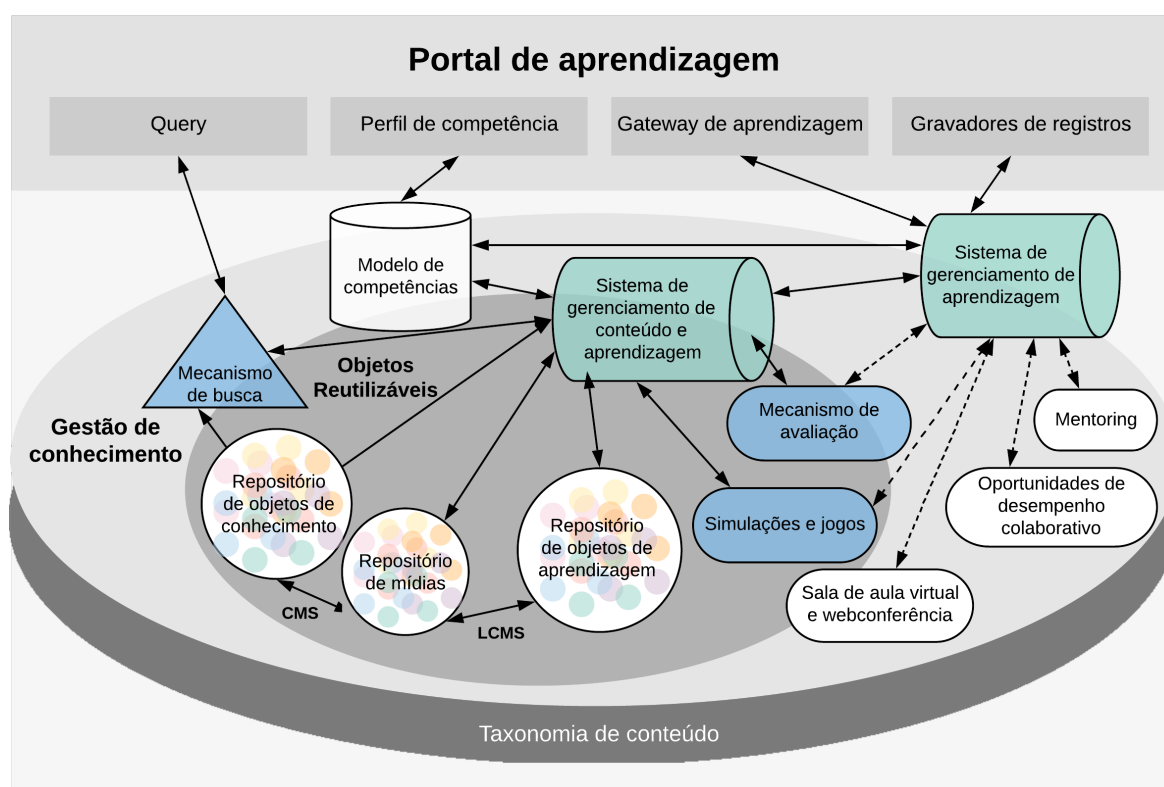 Portal de aprendizagem
Query
Perfil de competência
Gateway de aprendizagem
Gravadores de registros
Modelo de
competências
Sistema de
gerenciamento de
conteúdo e
aprendizagem
Sistema de
gerenciamento de
aprendizagem
Mecanismo
de busca
Objetos
Reutilizáveis
Gestão de
conhecimento
Mecanismo de
avaliação
Mentoring
Repositório
de objetos de
conhecimento
Repositório
de mídias
Repositório
de objetos de
aprendizagem
Simulações e jogos
Oportunidades de
desempenho
colaborativo
Sala de aula virtual
e webconferência
CMS
LCMS
Taxonomia de conteúdo